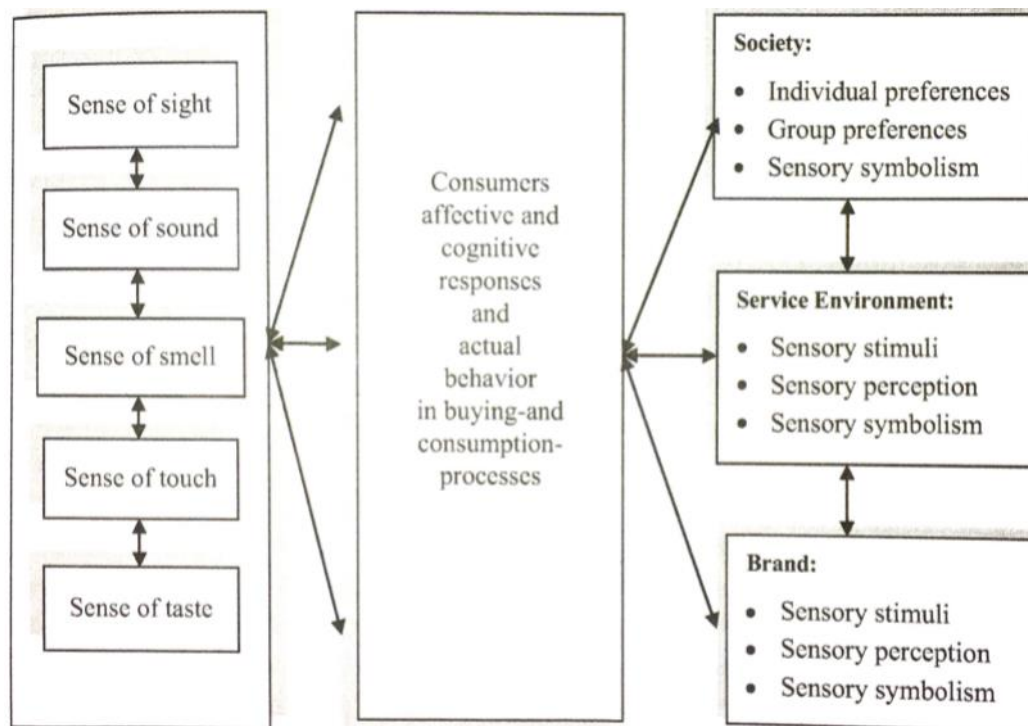 Sense of sight
Sense of sound
Sense of smell
Sense of touch
Sense of taste
Consumers
affective and
cognitive
responses
and
actual
behavior
in buying-and
consumption-
processes
Society:
• Individual preferences
• Group preferences
• Sensory symbolism
Service Environment:
• Sensory stimuli
• Sensory perception
• Sensory symbolism
Brand:
• Sensory stimuli
• Sensory perception
• Sensory symbolism